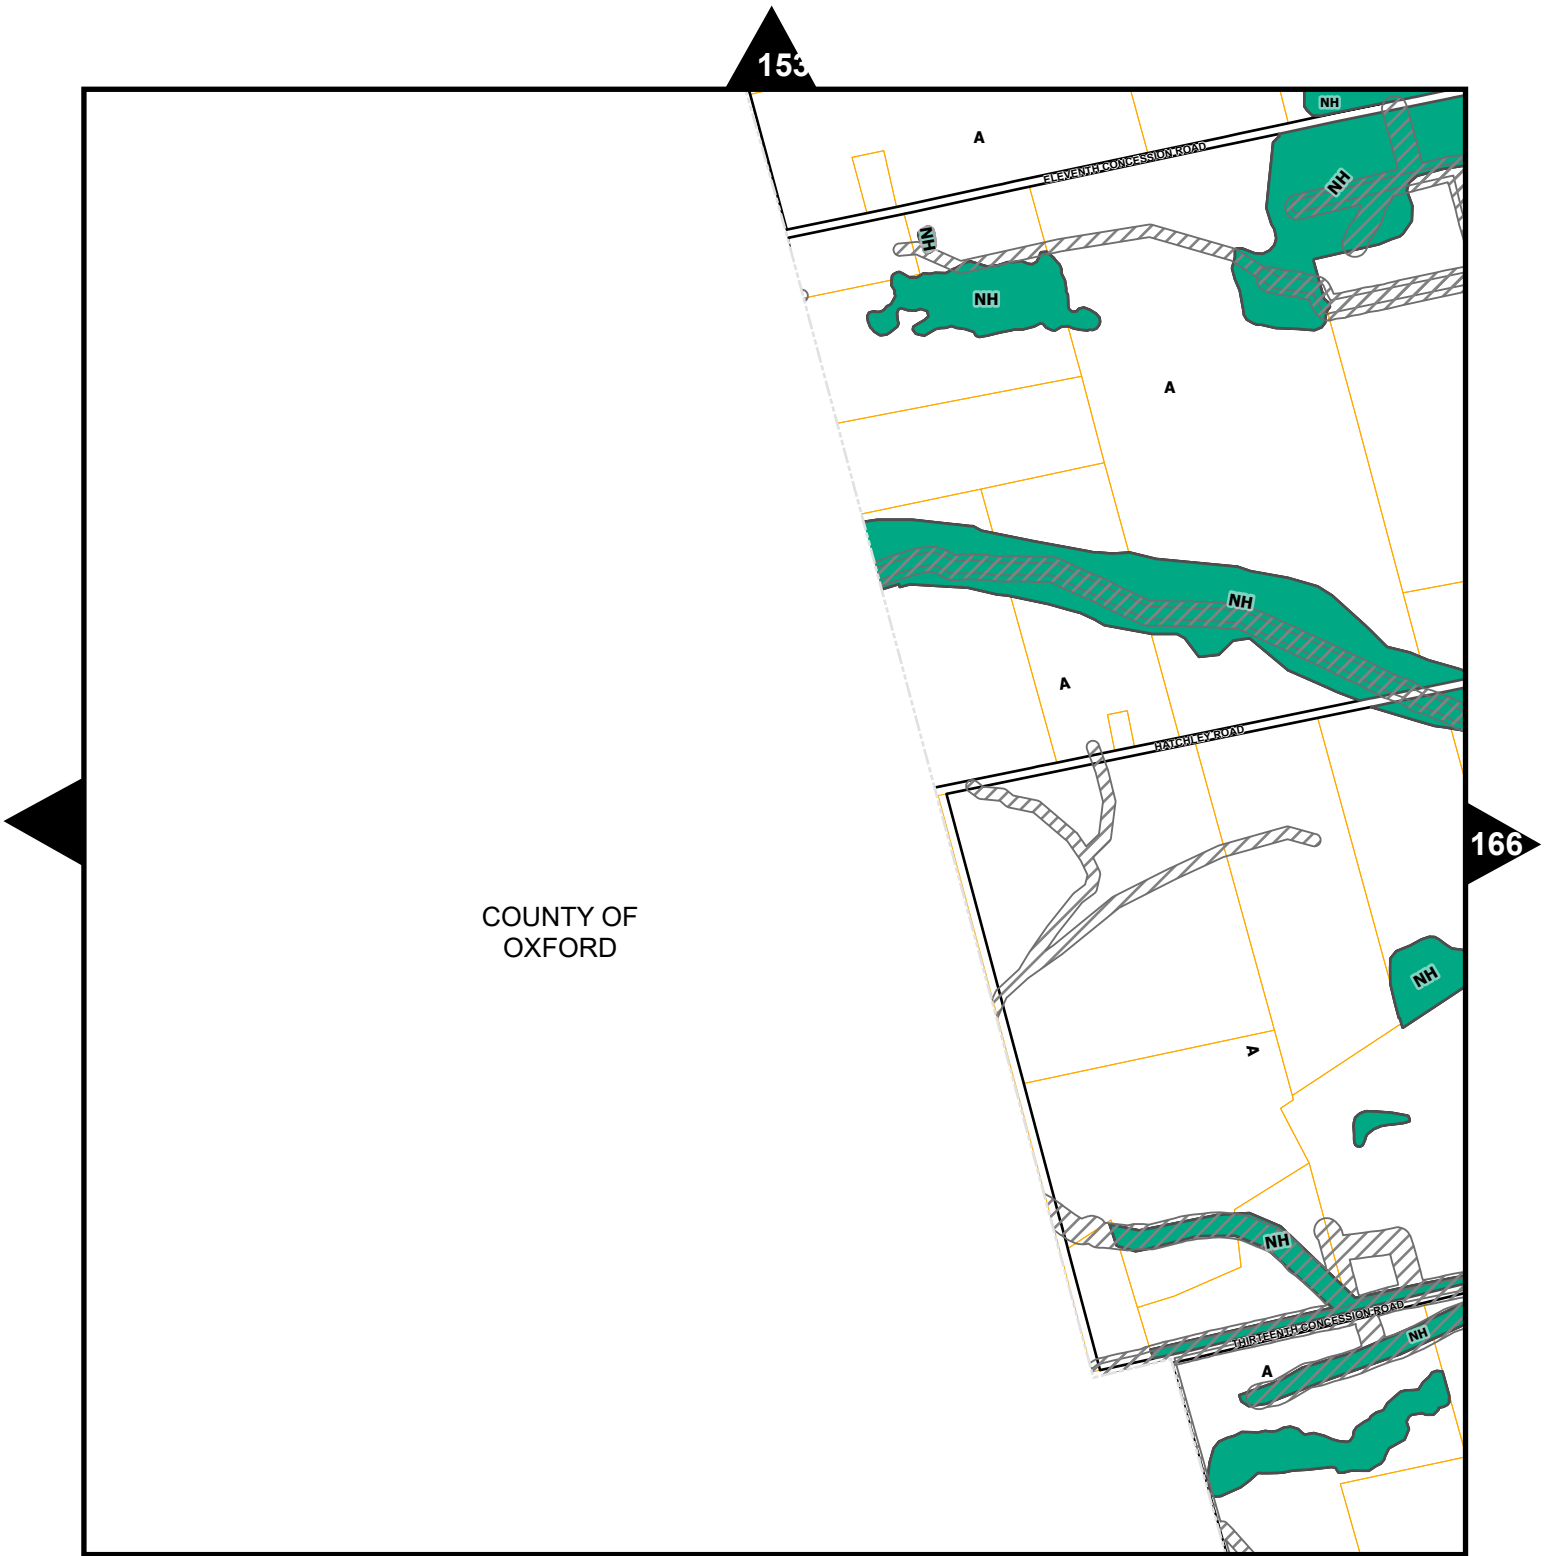 153
NH
A
ELEVENTH CONCESSION ROAD
NH
NH
NH
A
NH
A
HATCHLEY ROAD
166
COUNTY OF
OXFORD
NH
A
NH
THIRTEENTH CONCESSION ROAD
NH
A